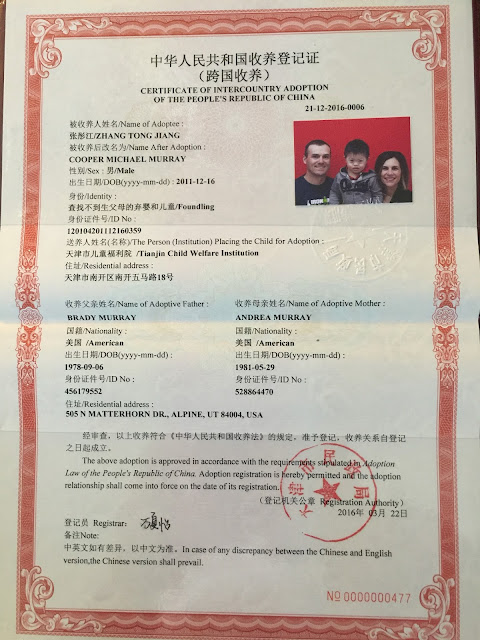 中华人民共和国收养登记证
（跨国收养）
CERTIFICATE OF INTERCOUNTRY ADOPTION
OF THE PEOPLE'S REPUBLIC OF CHINA
21-12-2016-0006
被收养人姓名/Name of Adoptee :
张彤江/ZHANG TONG JIANG
被收养后改名为/Name After Adoption :
COOPER MICHAEL MURRAY
性别/Sex : 男/Male
出生日期/DOB(yyyy-mm-dd) : 2011-12-16
身份/Identity :
查找不到生父母的弃婴和儿童/Foundling
身份证件号/ID No :
120104201112160359
送养人姓名(名称)/The Person (Institution) Placing the Child for Adoption :
天津市儿童福利院 /Tianjin Child Welfare Institution
住址/Residential address :
天津市南开区南开五马路18号
收养父亲姓名/Name of Adoptive Father : 收养母亲姓名/Name of Adoptive Mother :
BRADY MURRAY ANDREA MURRAY
国籍/Nationality : 国籍/Nationality :
美国 /American 美国 /American
出生日期/DOB(yyyy-mm-dd) : 出生日期/DOB(yyyy-mm-dd) :
1978-09-06 1981-05-29
身份证件号/ID No : 身份证件号/ID No :
456179552 528864470
住址/Residential address :
505 N MATTERHORN DR., ALPINE, UT 84004, USA
经审查，以上收养符合《中华人民共和国收养法》的规定，准予登记，收养关系自登记
之日起成立。
The above adoption is approved in accordance with the requirements stipulated in Adoption
Law of the People's Republic of China. Adoption registration is hereby permitted and the adoption
relationship shall come into force on the date of its registration.
(登记机关公章 Registration Authority)
2016年 03月 22日
登记员 Registrar:
备注Note:
中英文如有差异，以中文为准。In case of any discrepancy between the Chinese and English
version,the Chinese version shall prevail.
NO 0000000477